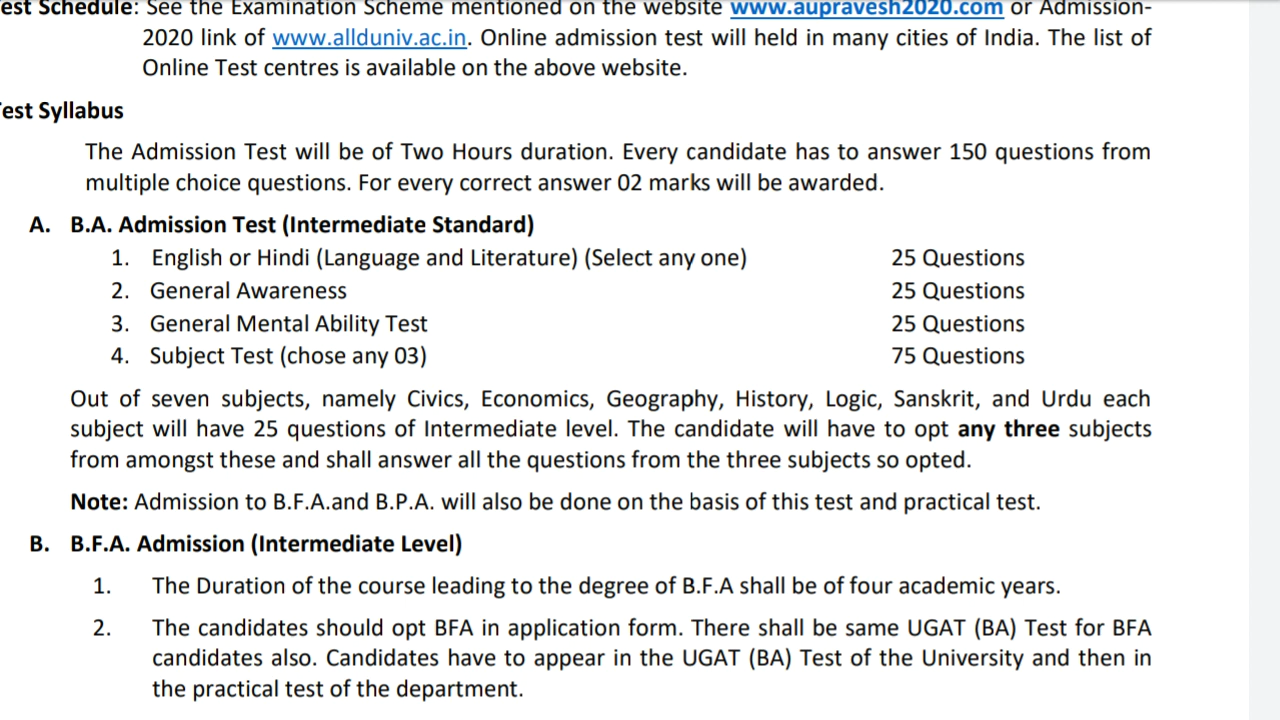 est Schedule: See the Examination Scheme mentioned on the website www.aupravesh2020.com or Admission-
2020 link of www.allduniv.ac.in. Online admission test will held in many cities of India. The list of
Online Test centres is available on the above website.
est Syllabus
The Admission Test will be of Two Hours duration. Every candidate has to answer 150 questions from
multiple choice questions. For every correct answer 02 marks will be awarded.
A. B.A. Admission Test (Intermediate Standard)
1. English or Hindi (Language and Literature) (Select any one) 25 Questions
2. General Awareness 25 Questions
3. General Mental Ability Test 25 Questions
4. Subject Test (chose any 03) 75 Questions
Out of seven subjects, namely Civics, Economics, Geography, History, Logic, Sanskrit, and Urdu each
subject will have 25 questions of Intermediate level. The candidate will have to opt any three subjects
from amongst these and shall answer all the questions from the three subjects so opted.
Note: Admission to B.F.A.and B.P.A. will also be done on the basis of this test and practical test.
B. B.F.A. Admission (Intermediate Level)
1. The Duration of the course leading to the degree of B.F.A shall be of four academic years.
2. The candidates should opt BFA in application form. There shall be same UGAT (BA) Test for BFA
candidates also. Candidates have to appear in the UGAT (BA) Test of the University and then in
the practical test of the department.